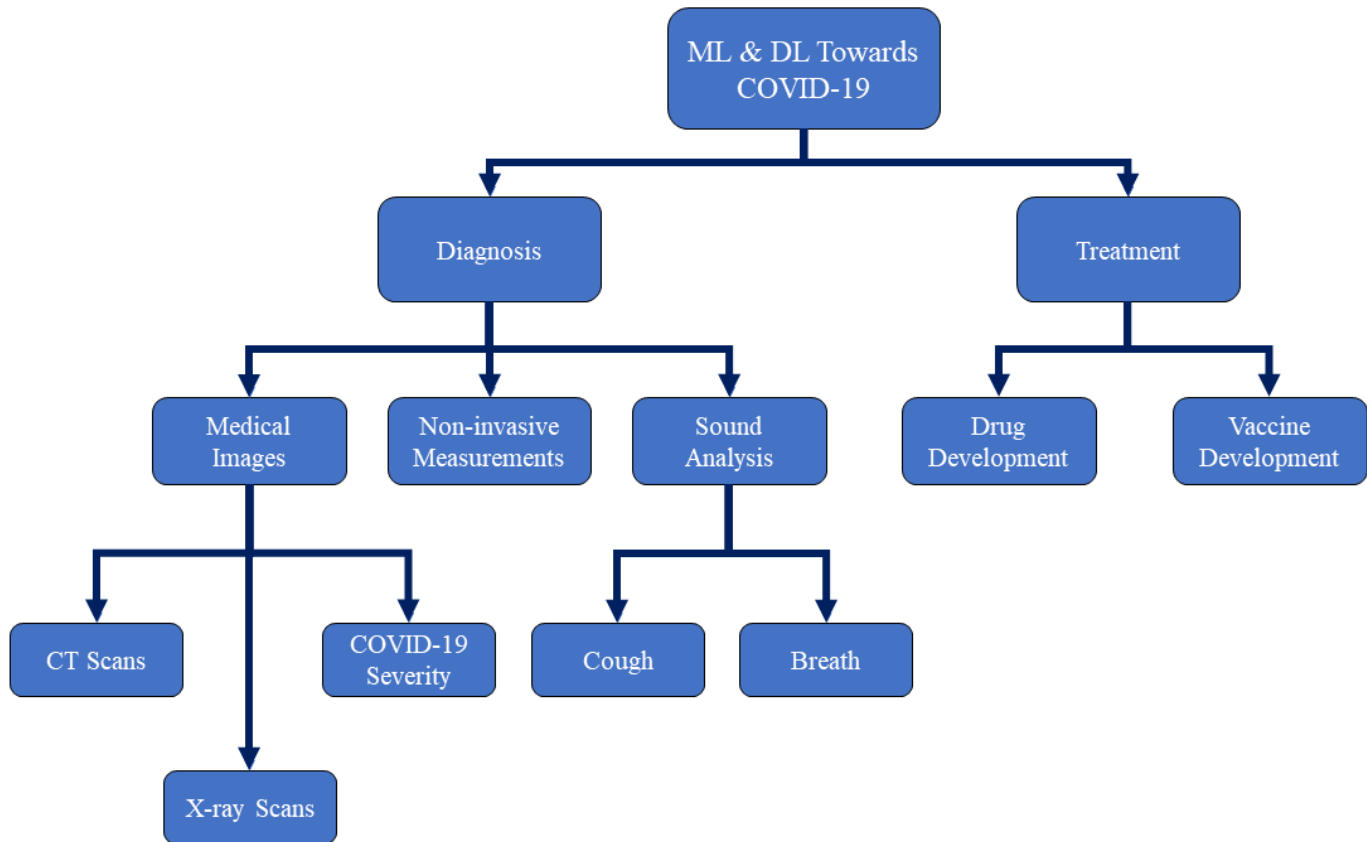 ML & DL Towards
COVID-19
Diagnosis
Treatment
Medical
Images
Non-invasive
Measurements
Sound
Analysis
Drug
Development
Vaccine
Development
CT Scans
COVID-19
Severity
Cough
Breath
X-ray Scans